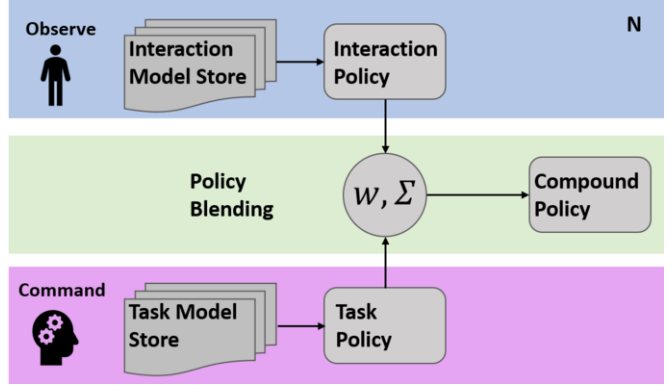 Observe
N
Interaction
Model Store
Interaction
Policy
Policy
Blending
w, Σ
Compound
Policy
Command
Task Model
Store
Task
Policy